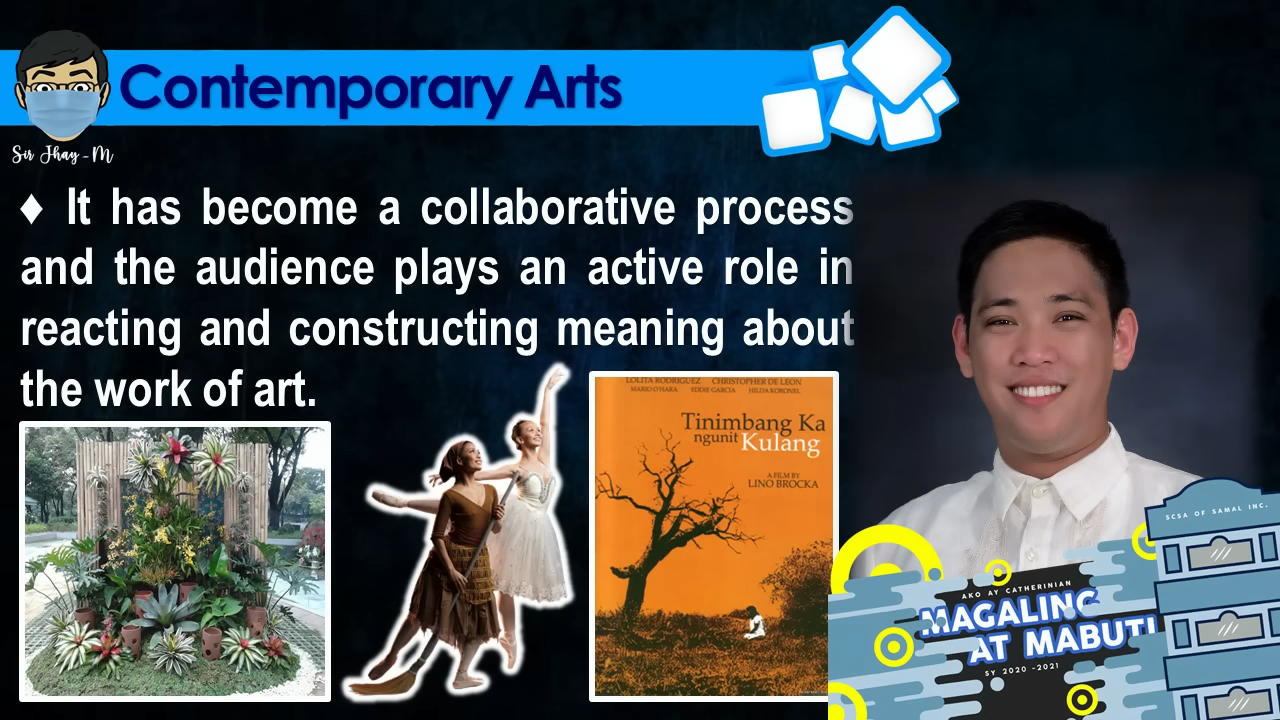 Contemporary Arts
Sir Jhay-M
♦ It has become a collaborative process
and the audience plays an active role in
reacting and constructing meaning about
the work of art.
LOLITA RODRIGUEZ CHRISTOPHER DE LEON
MARIO O'HARA EDDIE GARCIA HILDA KORONEL
Tinimbang Ka
ngunit Kulang
A FILM BY
LINO BROCKA
SCSA OF SAMAL INC.
AKO AY CATHERINIAN
MAGALING
AT MABUTI
SY 2020 -2021